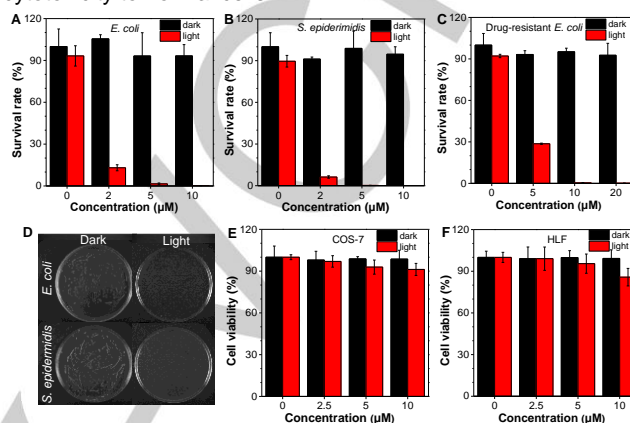 A
E. coli
dark
light
Survival rate (%)
120
90
60
30
0
0 2 5 10
Concentration (µM)
B
S. epiderimidis
dark
light
Survival rate (%)
120
90
60
30
0
0 2 5 10
Concentration (µM)
C
Drug-resistant E. coli
dark
light
Survival rate (%)
120
90
60
30
0
0 5 10 20
Concentration (µM)
D
Dark Light
E. coli
S. epidermidis
E
COS-7
dark
light
Cell viability (%)
120
90
60
30
0
0 2.5 5 10
Concentration (µM)
F
HLF
dark
light
Cell viability (%)
120
90
60
30
0
0 2.5 5 10
Concentration (µM)